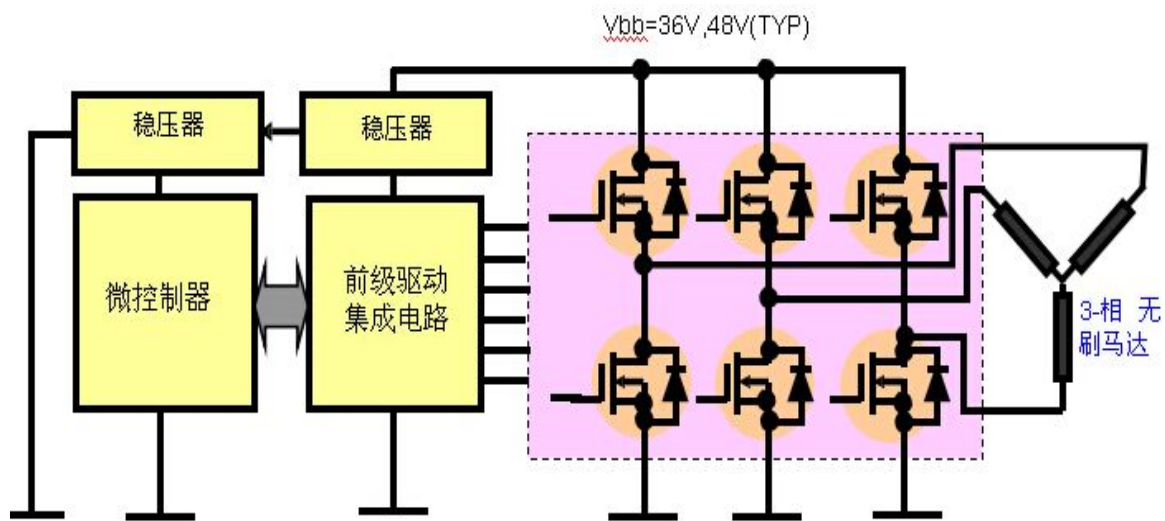 Vbb=36V,48V(TYP)
稳压器
稳压器
微控制器
前级驱动
集成电路
3-相 无
刷马达